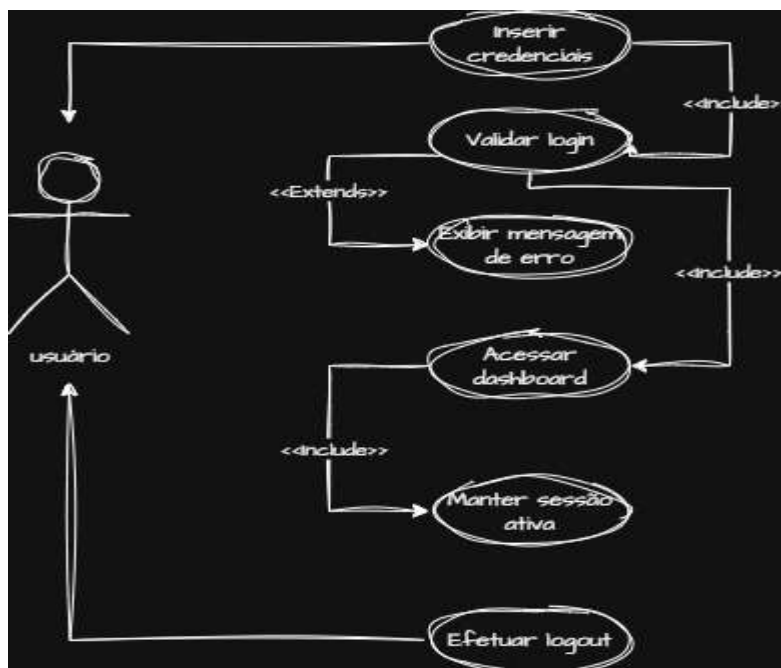 Inserir
credenciais
<<Include>
Validar login
<<Extends>>
Exibir mensagem
de erro
<<Include>>
usuário
Acessar
dashboard
<<Include>>
Manter sessão
ativa
Efetuar logout